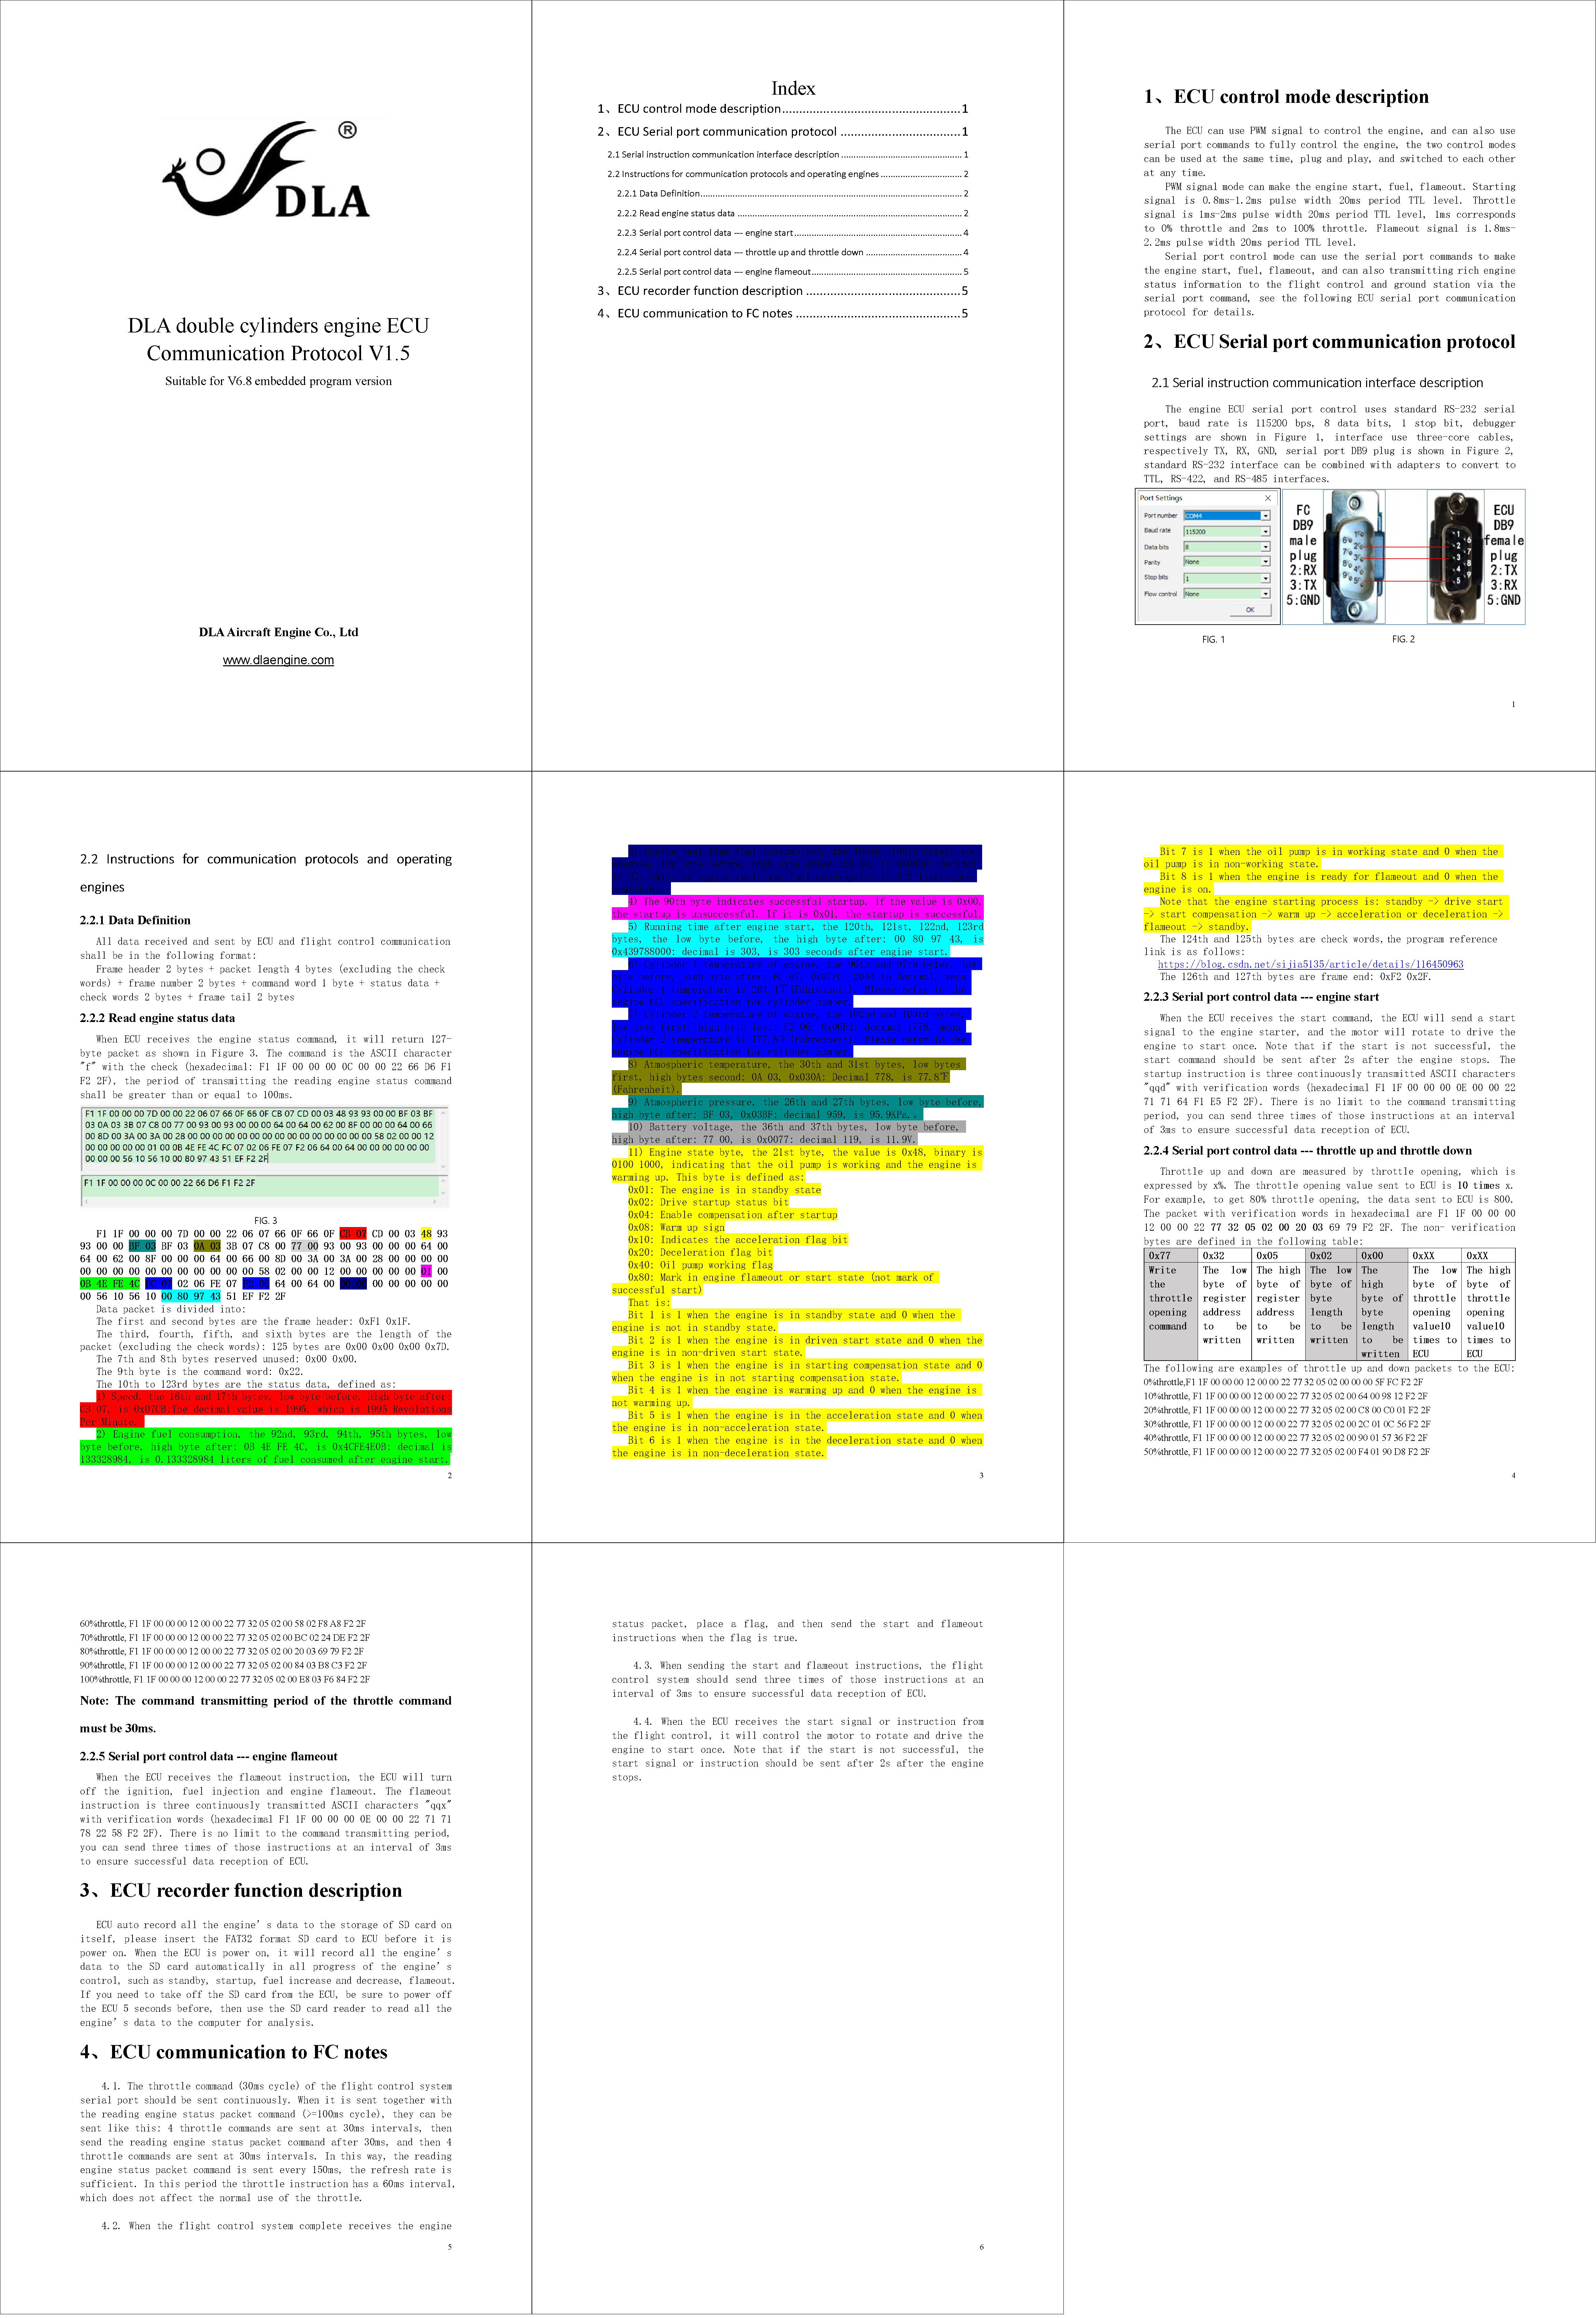 ®
DLA
DLA double cylinders engine ECU
Communication Protocol V1.5
Suitable for V6.8 embedded program version
DLA Aircraft Engine Co., Ltd
www.dlaengine.com
Index
1、ECU control mode description 1
2、ECU Serial port communication protocol 1
2.1 Serial instruction communication interface description 1
2.2 Instructions for communication protocols and operating engines 2
2.2.1 Data Definition 2
2.2.2 Read engine status data 2
2.2.3 Serial port control data --- engine start 4
2.2.4 Serial port control data --- throttle up and throttle down 4
2.2.5 Serial port control data --- engine flameout 5
3、ECU recorder function description 5
4、ECU communication to FC notes 5
1、ECU control mode description
The ECU can use PWM signal to control the engine, and can also use
serial port commands to fully control the engine, the two control modes
can be used at the same time, plug and play, and switched to each other
at any time.
PWM signal mode can make the engine start, fuel, flameout. Starting
signal is 0.8ms-1.2ms pulse width 20ms period TTL level. Throttle
signal is 1ms-2ms pulse width 20ms period TTL level, 1ms corresponds
to 0% throttle and 2ms to 100% throttle. Flameout signal is 1.8ms-
2.2ms pulse width 20ms period TTL level.
Serial port control mode can use the serial port commands to make
the engine start, fuel, flameout, and can also transmitting rich engine
status information to the flight control and ground station via the
serial port command, see the following ECU serial port communication
protocol for details.
2、ECU Serial port communication protocol
2.1 Serial instruction communication interface description
The engine ECU serial port control uses standard RS-232 serial
port, baud rate is 115200 bps, 8 data bits, 1 stop bit, debugger
settings are shown in Figure 1, interface use three-core cables,
respectively TX, RX, GND, serial port DB9 plug is shown in Figure 2,
standard RS-232 interface can be combined with adapters to convert to
TTL, RS-422, and RS-485 interfaces.
Port Settings
Port number COM4
Baud rate 115200
Data bits 8
Parity None
Stop bits 1
Flow control None
OK
FC
DB9
male
plug
2:RX
3:TX
5:GND
ECU
DB9
female
plug
2:TX
3:RX
5:GND
FIG. 1
FIG. 2
1
2.2 Instructions for communication protocols and operating
engines
2.2.1 Data Definition
All data received and sent by ECU and flight control communication
shall be in the following format:
Frame header 2 bytes + packet length 4 bytes (excluding the check
words) + frame number 2 bytes + command word 1 byte + status data +
check words 2 bytes + frame tail 2 bytes
2.2.2 Read engine status data
When ECU receives the engine status command, it will return 127-
byte packet as shown in Figure 3. The command is the ASCII character
"f" with the check (hexadecimal: F1 1F 00 00 00 0C 00 00 22 66 D6 F1
F2 2F), the period of transmitting the reading engine status command
shall be greater than or equal to 100ms.
F1 1F 00 00 00 7D 00 00 22 06 07 66 0F 66 0F CB 07 CD 00 03 48 93 93 00 00 BF 03 BF
03 0A 03 3B 07 C8 00 77 00 93 00 93 00 00 00 64 00 64 00 62 00 8F 00 00 00 64 00 66
00 8D 00 3A 00 3A 00 28 00 00 00 00 00 00 00 00 00 00 00 00 00 00 58 02 00 00 12
00 00 00 00 00 01 00 0B 4E FE 4C FC 07 02 06 FE 07 F2 06 64 00 64 00 00 00 00 00 00
00 00 00 56 10 56 10 00 80 97 43 51 EF F2 2F
F1 1F 00 00 00 0C 00 00 22 66 D6 F1 F2 2F
FIG. 3
F1 1F 00 00 00 7D 00 00 22 06 07 66 0F 66 0F CB 07 CD 00 03 48 93
93 00 00 BF 03 BF 03 0A 03 3B 07 C8 00 77 00 93 00 93 00 00 00 64 00
64 00 62 00 8F 00 00 00 64 00 66 00 8D 00 3A 00 3A 00 28 00 00 00 00
00 00 00 00 00 00 00 00 00 00 58 02 00 00 12 00 00 00 00 00 01 00
0B 4E FE 4C FC 07 02 06 FE 07 F2 06 64 00 64 00 00 00 00 00 00 00
00 56 10 56 10 00 80 97 43 51 EF F2 2F
Data packet is divided into:
The first and second bytes are the frame header: 0xF1 0x1F.
The third, fourth, fifth, and sixth bytes are the length of the
packet (excluding the check words): 125 bytes are 0x00 0x00 0x00 0x7D.
The 7th and 8th bytes reserved unused: 0x00 0x00.
The 9th byte is the command word: 0x22.
The 10th to 123rd bytes are the status data, defined as:
1) Speed, the 16th and 17th bytes, low byte before, high byte after:
CB 07, is 0x07CB:The decimal value is 1995, which is 1995 Revolutions
Per Minute.
2) Engine fuel consumption, the 92nd, 93rd, 94th, 95th bytes, low
byte before, high byte after: 0B 4E FE 4C, is 0x4CFE4E0B: decimal is
133328984, is 0.133328984 liters of fuel consumed after engine start.
2
4) The 90th byte indicates successful startup. If the value is 0x00,
the startup is unsuccessful. If it is 0x01, the startup is successful.
5) Running time after engine start, the 120th, 121st, 122nd, 123rd
bytes, the low byte before, the high byte after: 00 80 97 43, is
0x439788000: decimal is 303, is 303 seconds after engine start.
6) Cylinder 1 temperature of engine, the 96th and 97th bytes, low
byte before, high byte after: FC 07, 0x07FC: 2044 in decimal, mean
Cylinder 1 temperature is 204.4℉(Fahrenheit). Please refer to the
engine ECU specification for cylinder number.
7) Cylinder 2 temperature of engine, the 102nd and 103rd bytes,
low byte first, high byte last: F2 06, 0x06F2: decimal 1778, mean
Cylinder 2 temperature is 177.8℉(Fahrenheit). Please refer to the
engine ECU specification for cylinder number.
8) Atmospheric temperature, the 30th and 31st bytes, low bytes
first, high bytes second: 0A 03, 0x030A: Decimal 778, is 77.8℉
(Fahrenheit).
9) Atmospheric pressure, the 26th and 27th bytes, low byte before,
high byte after: BF 03, 0x03BF: decimal 959, is 95.9KPa.
10) Battery voltage, the 36th and 37th bytes, low byte before,
high byte after: 77 00, is 0x0077: decimal 119, is 11.9V.
11) Engine state byte, the 21st byte, the value is 0x48, binary is
0100 1000, indicating that the oil pump is working and the engine is
warming up. This byte is defined as:
0x01: The engine is in standby state
0x02: Drive startup status bit
0x04: Enable compensation after startup
0x08: Warm up sign
0x10: Indicates the acceleration flag bit
0x20: Deceleration flag bit
0x40: Oil pump working flag
0x80: Mark in engine flameout or start state (not mark of
successful start)
That is:
Bit 1 is 1 when the engine is in standby state and 0 when the
engine is not in standby state.
Bit 2 is 1 when the engine is in driven start state and 0 when the
engine is in non-driven start state.
Bit 3 is 1 when the engine is in starting compensation state and 0
when the engine is in not starting compensation state.
Bit 4 is 1 when the engine is warming up and 0 when the engine is
not warming up.
Bit 5 is 1 when the engine is in the acceleration state and 0 when
the engine is in non-acceleration state.
Bit 6 is 1 when the engine is in the deceleration state and 0 when
the engine is in non-deceleration state.
3
Bit 7 is 1 when the oil pump is in working state and 0 when the
oil pump is in non-working state.
Bit 8 is 1 when the engine is ready for flameout and 0 when the
engine is on.
Note that the engine starting process is: standby -> drive start
-> start compensation -> warm up -> acceleration or deceleration ->
flameout -> standby.
The 124th and 125th bytes are check words,the program reference
link is as follows:
https://blog.csdn.net/sijia5135/article/details/116450963
The 126th and 127th bytes are frame end: 0xF2 0x2F.
2.2.3 Serial port control data --- engine start
When the ECU receives the start command, the ECU will send a start
signal to the engine starter, and the motor will rotate to drive the
engine to start once. Note that if the start is not successful, the
start command should be sent after 2s after the engine stops. The
startup instruction is three continuously transmitted ASCII characters
"qqd" with verification words (hexadecimal F1 1F 00 00 00 0E 00 00 22
71 71 64 F1 E5 F2 2F). There is no limit to the command transmitting
period, you can send three times of those instructions at an interval
of 3ms to ensure successful data reception of ECU.
2.2.4 Serial port control data --- throttle up and throttle down
Throttle up and down are measured by throttle opening, which is
expressed by x%. The throttle opening value sent to ECU is 10 times x.
For example, to get 80% throttle opening, the data sent to ECU is 800.
The packet with verification words in hexadecimal are F1 1F 00 00 00
12 00 00 22 77 32 05 02 00 20 03 69 79 F2 2F. The non- verification
bytes are defined in the following table:
0x77 0x32 0x05 0x02 0x00 0xXX 0xXX
Write the throttle opening command
The low byte of register address to be written
The high byte of register address to be written
The low byte of byte length to be written
The high byte of byte length to be written
The low byte of throttle opening value10 times to ECU
The high byte of throttle opening value10 times to ECU
The following are examples of throttle up and down packets to the ECU:
0%throttle,F1 1F 00 00 00 12 00 00 22 77 32 05 02 00 00 00 5F FC F2 2F
10%throttle, F1 1F 00 00 00 12 00 00 22 77 32 05 02 00 64 00 98 12 F2 2F
20%throttle, F1 1F 00 00 00 12 00 00 22 77 32 05 02 00 C8 00 C0 01 F2 2F
30%throttle, F1 1F 00 00 00 12 00 00 22 77 32 05 02 00 2C 01 0C 56 F2 2F
40%throttle, F1 1F 00 00 00 12 00 00 22 77 32 05 02 00 90 01 57 36 F2 2F
50%throttle, F1 1F 00 00 00 12 00 00 22 77 32 05 02 00 F4 01 90 D8 F2 2F
4
60%throttle, F1 1F 00 00 00 12 00 00 22 77 32 05 02 00 58 02 F8 A8 F2 2F
70%throttle, F1 1F 00 00 00 12 00 00 22 77 32 05 02 00 BC 02 24 DE F2 2F
80%throttle, F1 1F 00 00 00 12 00 00 22 77 32 05 02 00 20 03 69 79 F2 2F
90%throttle, F1 1F 00 00 00 12 00 00 22 77 32 05 02 00 84 03 B8 C3 F2 2F
100%throttle, F1 1F 00 00 00 12 00 00 22 77 32 05 02 00 E8 03 F6 84 F2 2F
Note: The command transmitting period of the throttle command
must be 30ms.
2.2.5 Serial port control data --- engine flameout
When the ECU receives the flameout instruction, the ECU will turn
off the ignition, fuel injection and engine flameout. The flameout
instruction is three continuously transmitted ASCII characters "qqx"
with verification words (hexadecimal F1 1F 00 00 00 0E 00 00 22 71 71
78 22 58 F2 2F). There is no limit to the command transmitting period,
you can send three times of those instructions at an interval of 3ms
to ensure successful data reception of ECU.
3、ECU recorder function description
ECU auto record all the engine's data to the storage of SD card on
itself, please insert the FAT32 format SD card to ECU before it is
power on. When the ECU is power on, it will record all the engine's
data to the SD card automatically in all progress of the engine's
control, such as standby, startup, fuel increase and decrease, flameout.
If you need to take off the SD card from the ECU, be sure to power off
the ECU 5 seconds before, then use the SD card reader to read all the
engine's data to the computer for analysis.
4、ECU communication to FC notes
4.1. The throttle command (30ms cycle) of the flight control system
serial port should be sent continuously. When it is sent together with
the reading engine status packet command (>=100ms cycle), they can be
sent like this: 4 throttle commands are sent at 30ms intervals, then
send the reading engine status packet command after 30ms, and then 4
throttle commands are sent at 30ms intervals. In this way, the reading
engine status packet command is sent every 150ms, the refresh rate is
sufficient. In this period the throttle instruction has a 60ms interval,
which does not affect the normal use of the throttle.
4.2. When the flight control system complete receives the engine
5
status packet, place a flag, and then send the start and flameout
instructions when the flag is true.
4.3. When sending the start and flameout instructions, the flight
control system should send three times of those instructions at an
interval of 3ms to ensure successful data reception of ECU.
4.4. When the ECU receives the start signal or instruction from
the flight control, it will control the motor to rotate and drive the
engine to start once. Note that if the start is not successful, the
start signal or instruction should be sent after 2s after the engine
stops.
6